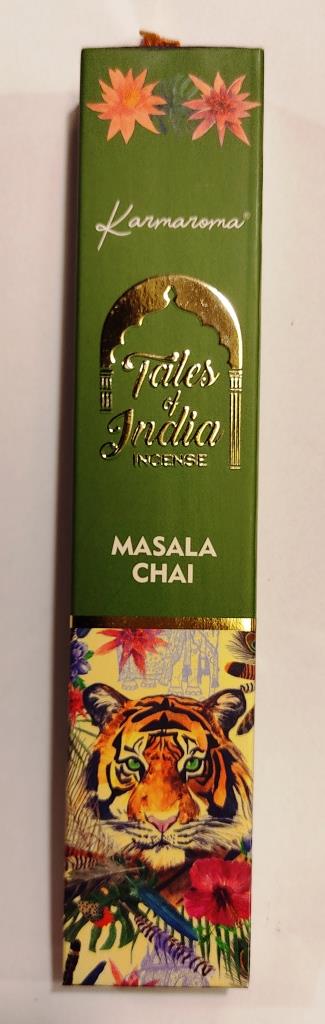 Karmaroma®
Tales
of
India
INCENSE
MASALA
CHAI